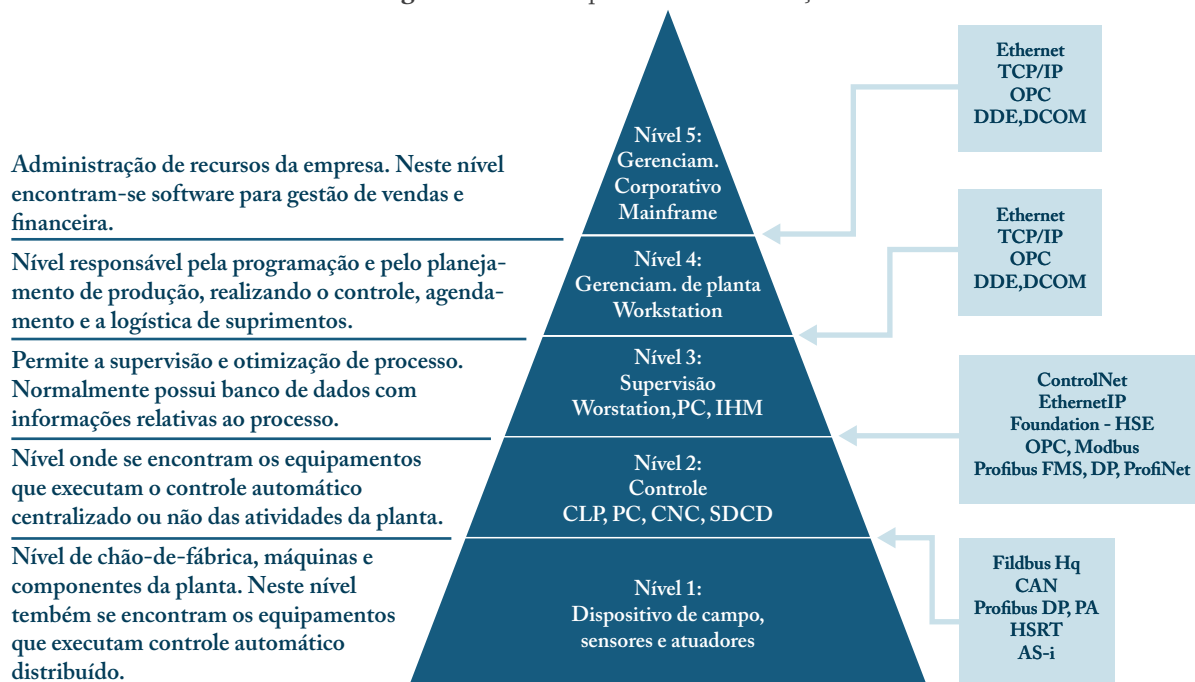 Administração de recursos da empresa. Neste nível
encontram-se software para gestão de vendas e
financeira.
Nível responsável pela programação e pelo planeja-
mento de produção, realizando o controle, agenda-
mento e a logística de suprimentos.
Permite a supervisão e otimização de processo.
Normalmente possui banco de dados com
informações relativas ao processo.
Nível onde se encontram os equipamentos
que executam o controle automático
centralizado ou não das atividades da planta.
Nível de chão-de-fábrica, máquinas e
componentes da planta. Neste nível
tembém se encontram os equipamentos
que executam controle automático
distribuído.
Nível 5:
Gerenciam.
Corporativo
Mainframe
Nível 4:
Gerenciam. de planta
Workstation
Nível 3:
Supervisão
Worstation,PC, IHM
Nível 2:
Controle
CLP, PC, CNC, SDCD
Nível 1:
Dispositivo de campo,
sensores e atuadores
Ethernet
TCP/IP
OPC
DDE,DCOM
Ethernet
TCP/IP
OPC
DDE,DCOM
ControlNet
EthernetIP
Foundation - HSE
OPC, Modbus
Profibus FMS, DP, ProfiNet
Fildbus Hq
CAN
Profibus DP, PA
HSRT
AS-i